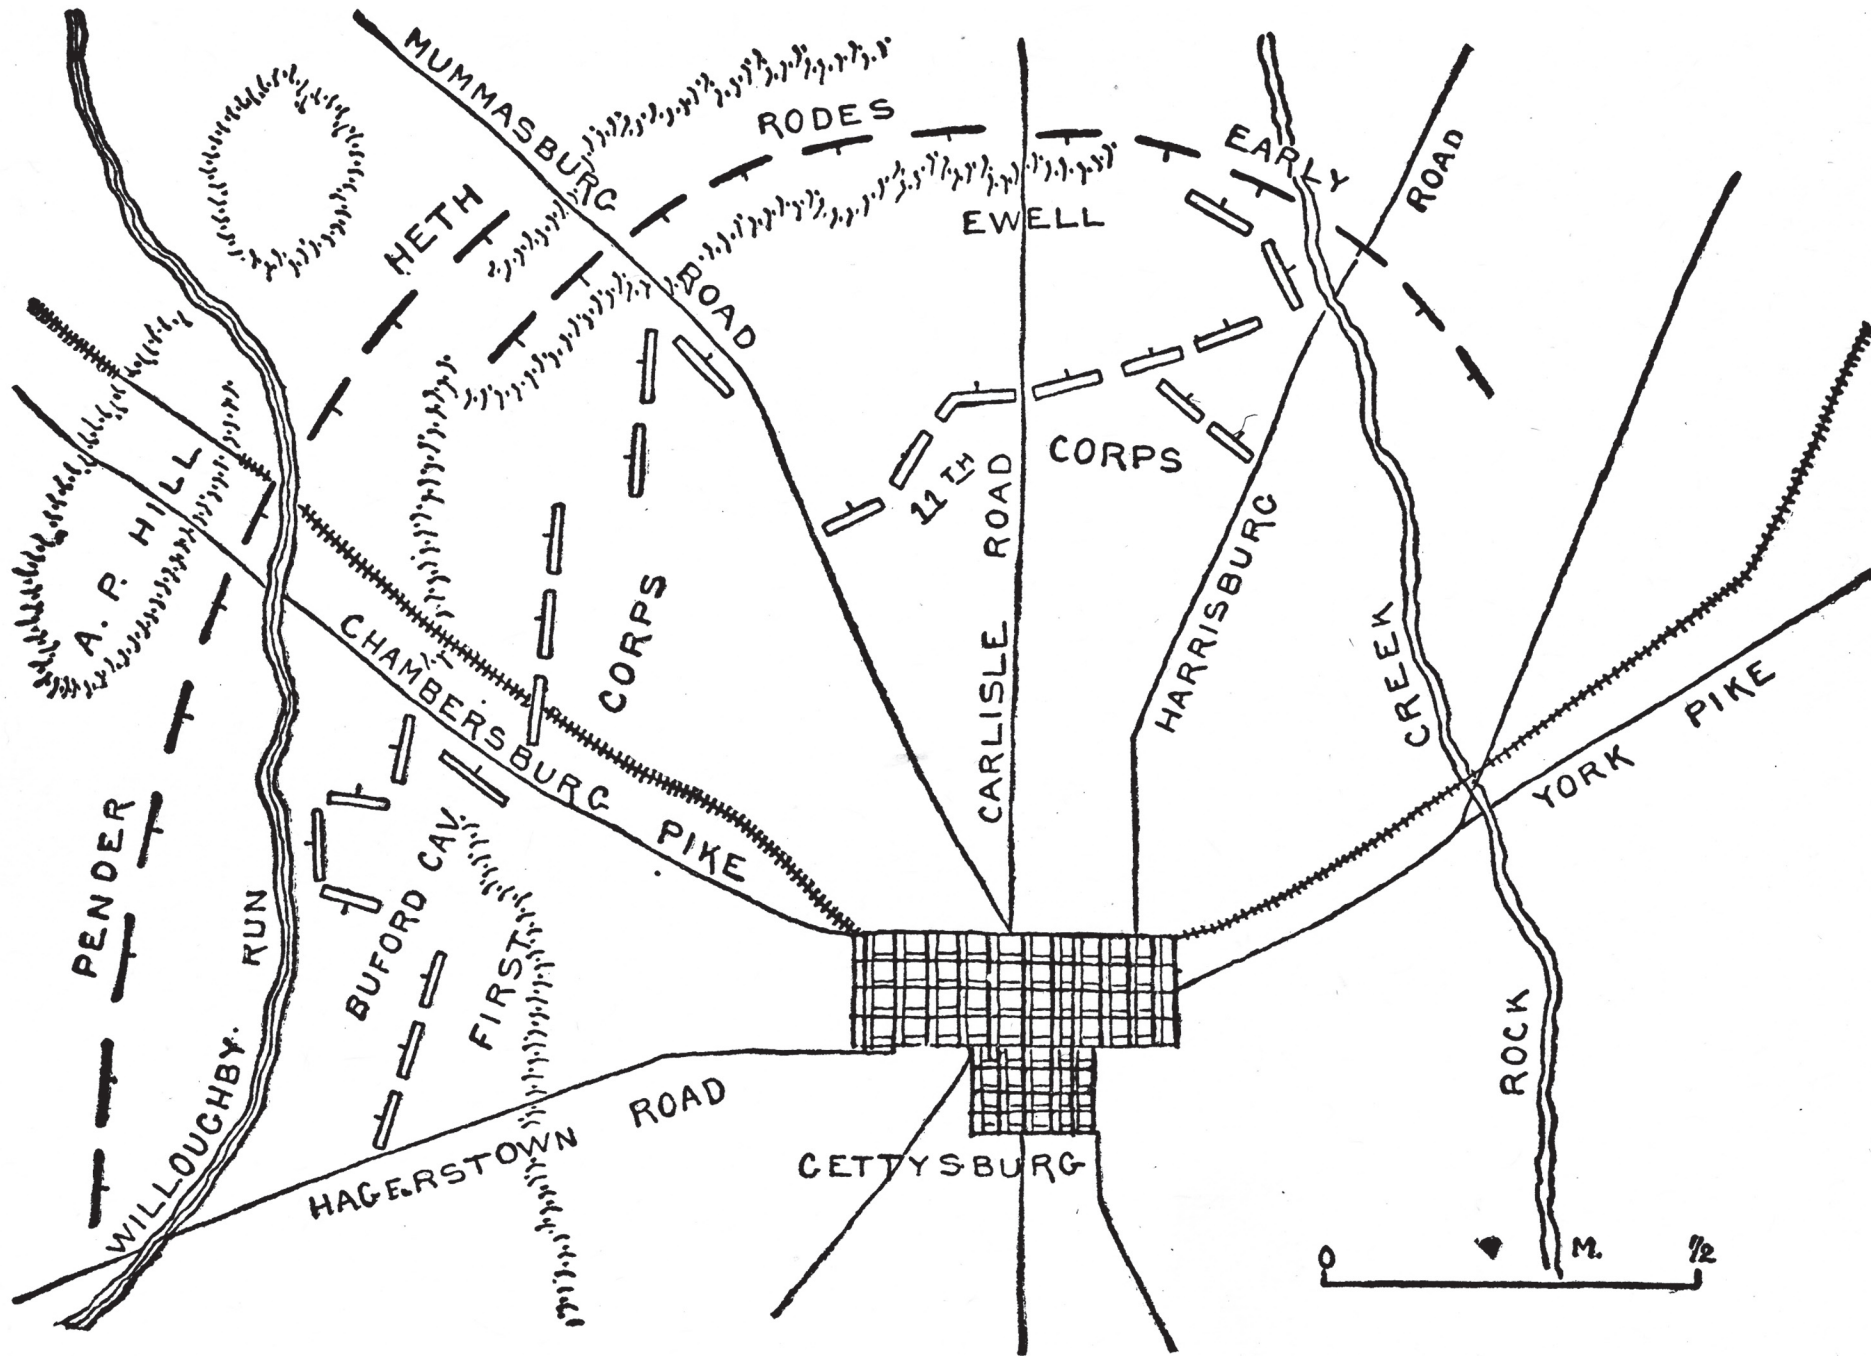 MUMMASBURG ROAD
RODES
HETH
EARLY
EWELL
ROAD
A. P. HILL
11TH CORPS
CORPS
CARLISLE ROAD
HARRISBURG
CHAMBERSBURG PIKE
CREEK
YORK PIKE
PENDER
BUFORD CAV.
FIRST
RUN
WILLOUGHBY.
ROCK
HAGERSTOWN ROAD
GETTYSBURG
0 M. 1/2